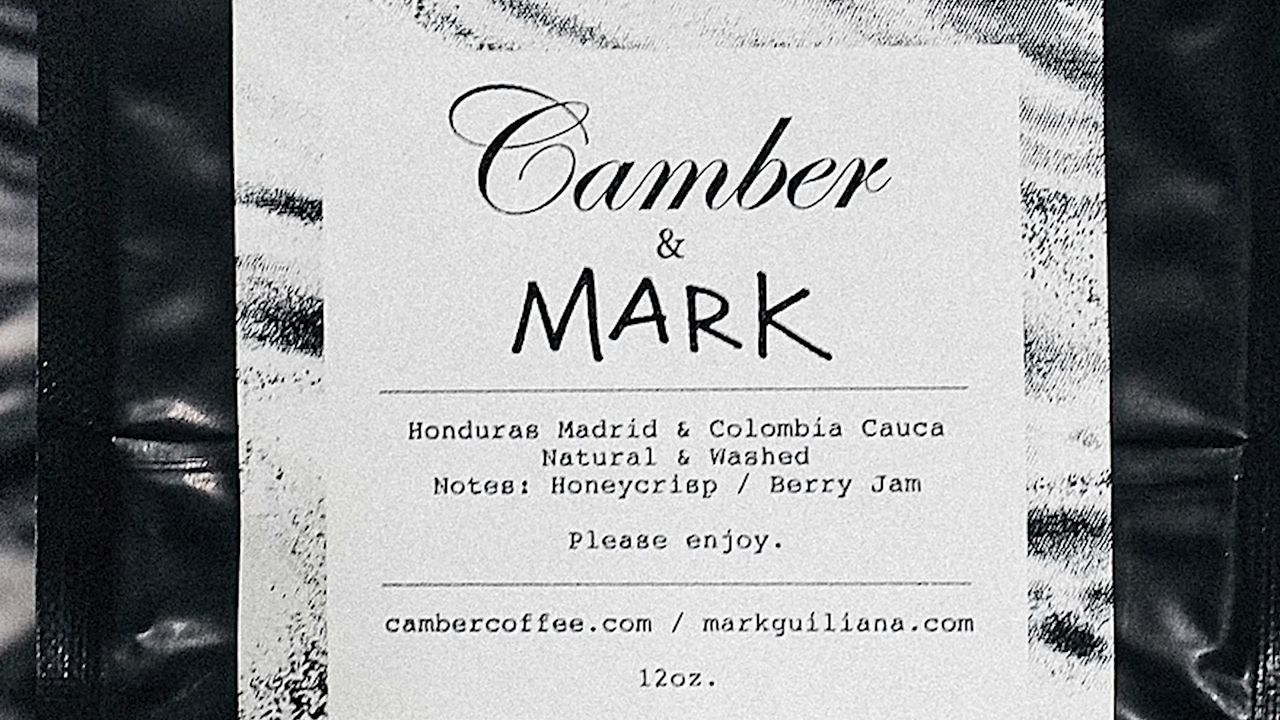 Camber
&
MARK
Honduras Madrid & Colombia Cauca
Natural & Washed
Notes: Honeycrisp / Berry Jam
Please enjoy.
cambercoffee.com / markguiliana.com
12oz.